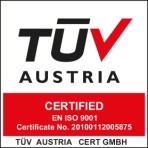 TÜV
AUSTRIA
CERTIFIED
EN ISO 9001
Certificate No. 20100112005875
TÜV AUSTRIA CERT GMBH